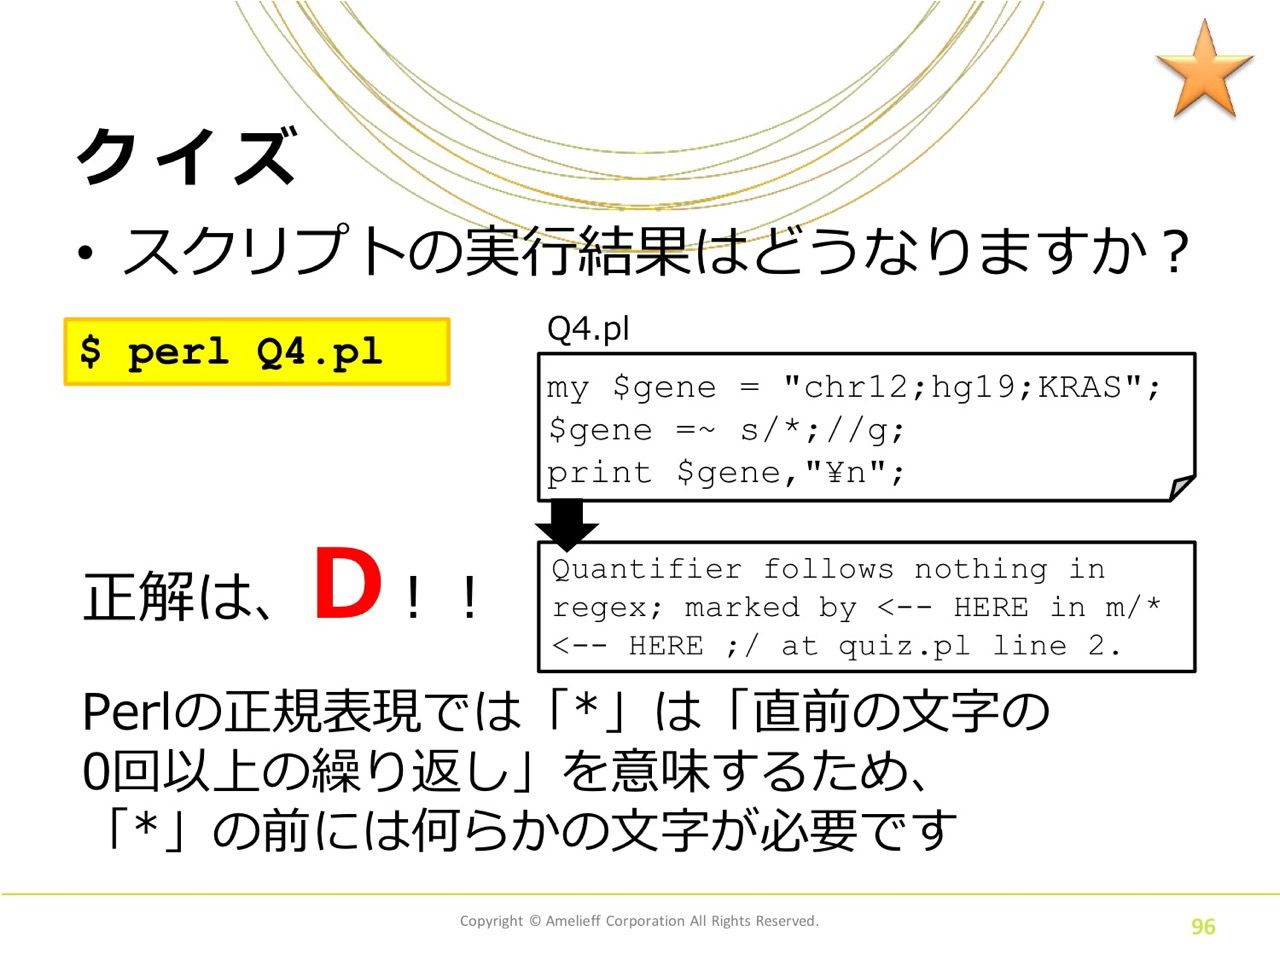 クイズ
• スクリプトの実行結果はどうなりますか？
$ perl Q4.pl
Q4.pl
my $gene = "chr12;hg19;KRAS";
$gene =~ s/*;//g;
print $gene,"¥n";
正解は、D！！
Quantifier follows nothing in
regex; marked by <-- HERE in m/*
<-- HERE ;/ at quiz.pl line 2.
Perlの正規表現では「*」は「直前の文字の
0回以上の繰り返し」を意味するため、
「*」の前には何らかの文字が必要です
Copyright © Amelieff Corporation All Rights Reserved.
96